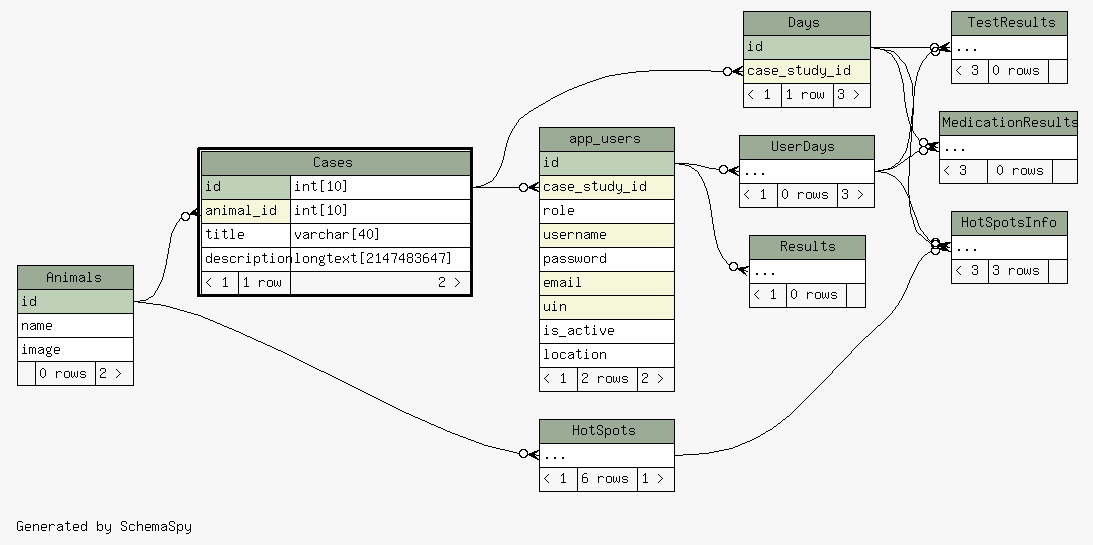 Days
id
case_study_id
< 1 1 row 3 >
TestResults
...
< 3 0 rows
MedicationResults
...
< 3 0 rows
app_users
id
case_study_id
role
username
password
email
uin
is_active
location
< 1 2 rows 2 >
UserDays
...
< 1 0 rows 3 >
Cases
id int[10]
animal_id int[10]
title varchar[40]
description longtext[2147483647]
< 1 1 row 2 >
HotSpotsInfo
...
< 3 3 rows
Results
...
< 1 0 rows
Animals
id
name
image
0 rows 2 >
HotSpots
...
< 1 6 rows 1 >
Generated by SchemaSpy